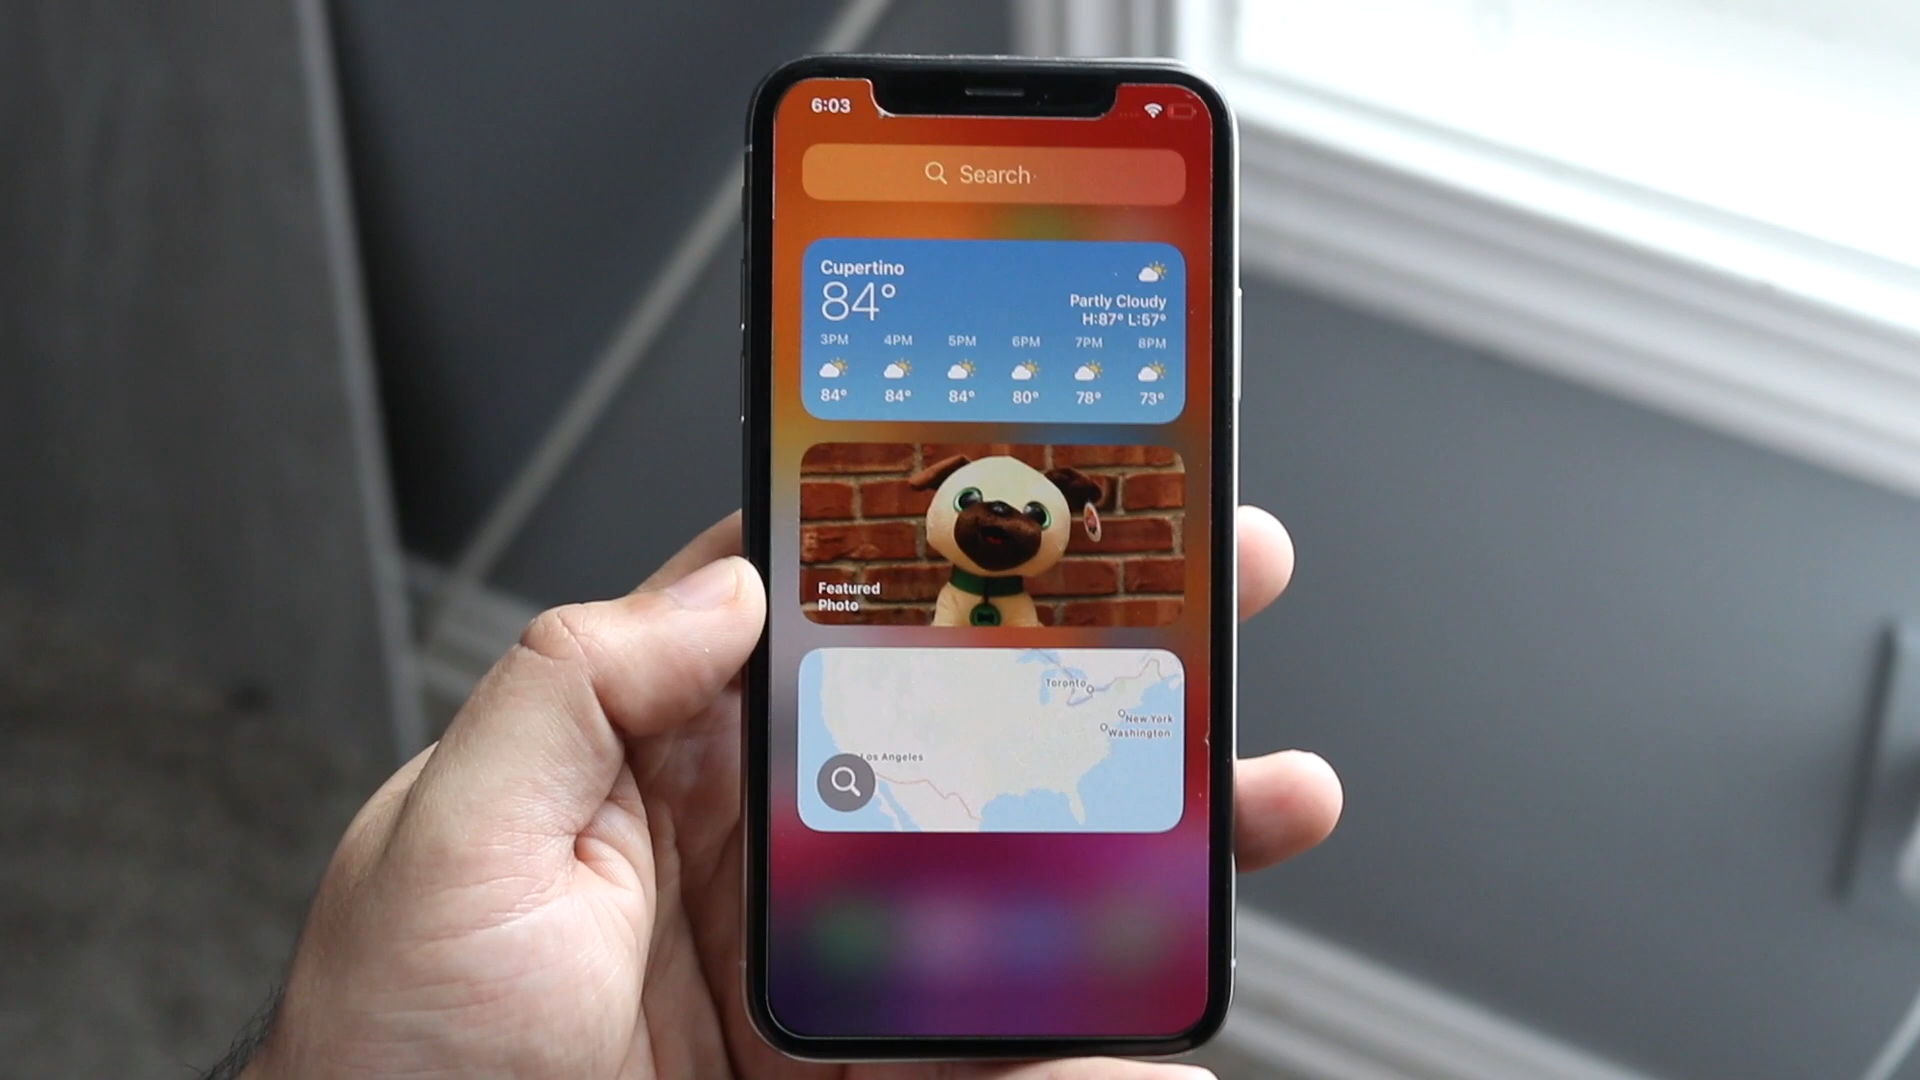 6:03
Search
Cupertino
84°
Partly Cloudy
H:87° L:57°
3PM 4PM 5PM 6PM 7PM 8PM
84° 84° 84° 80° 78° 73°
Featured
Photo
Toronto
New York
Washington
Los Angeles